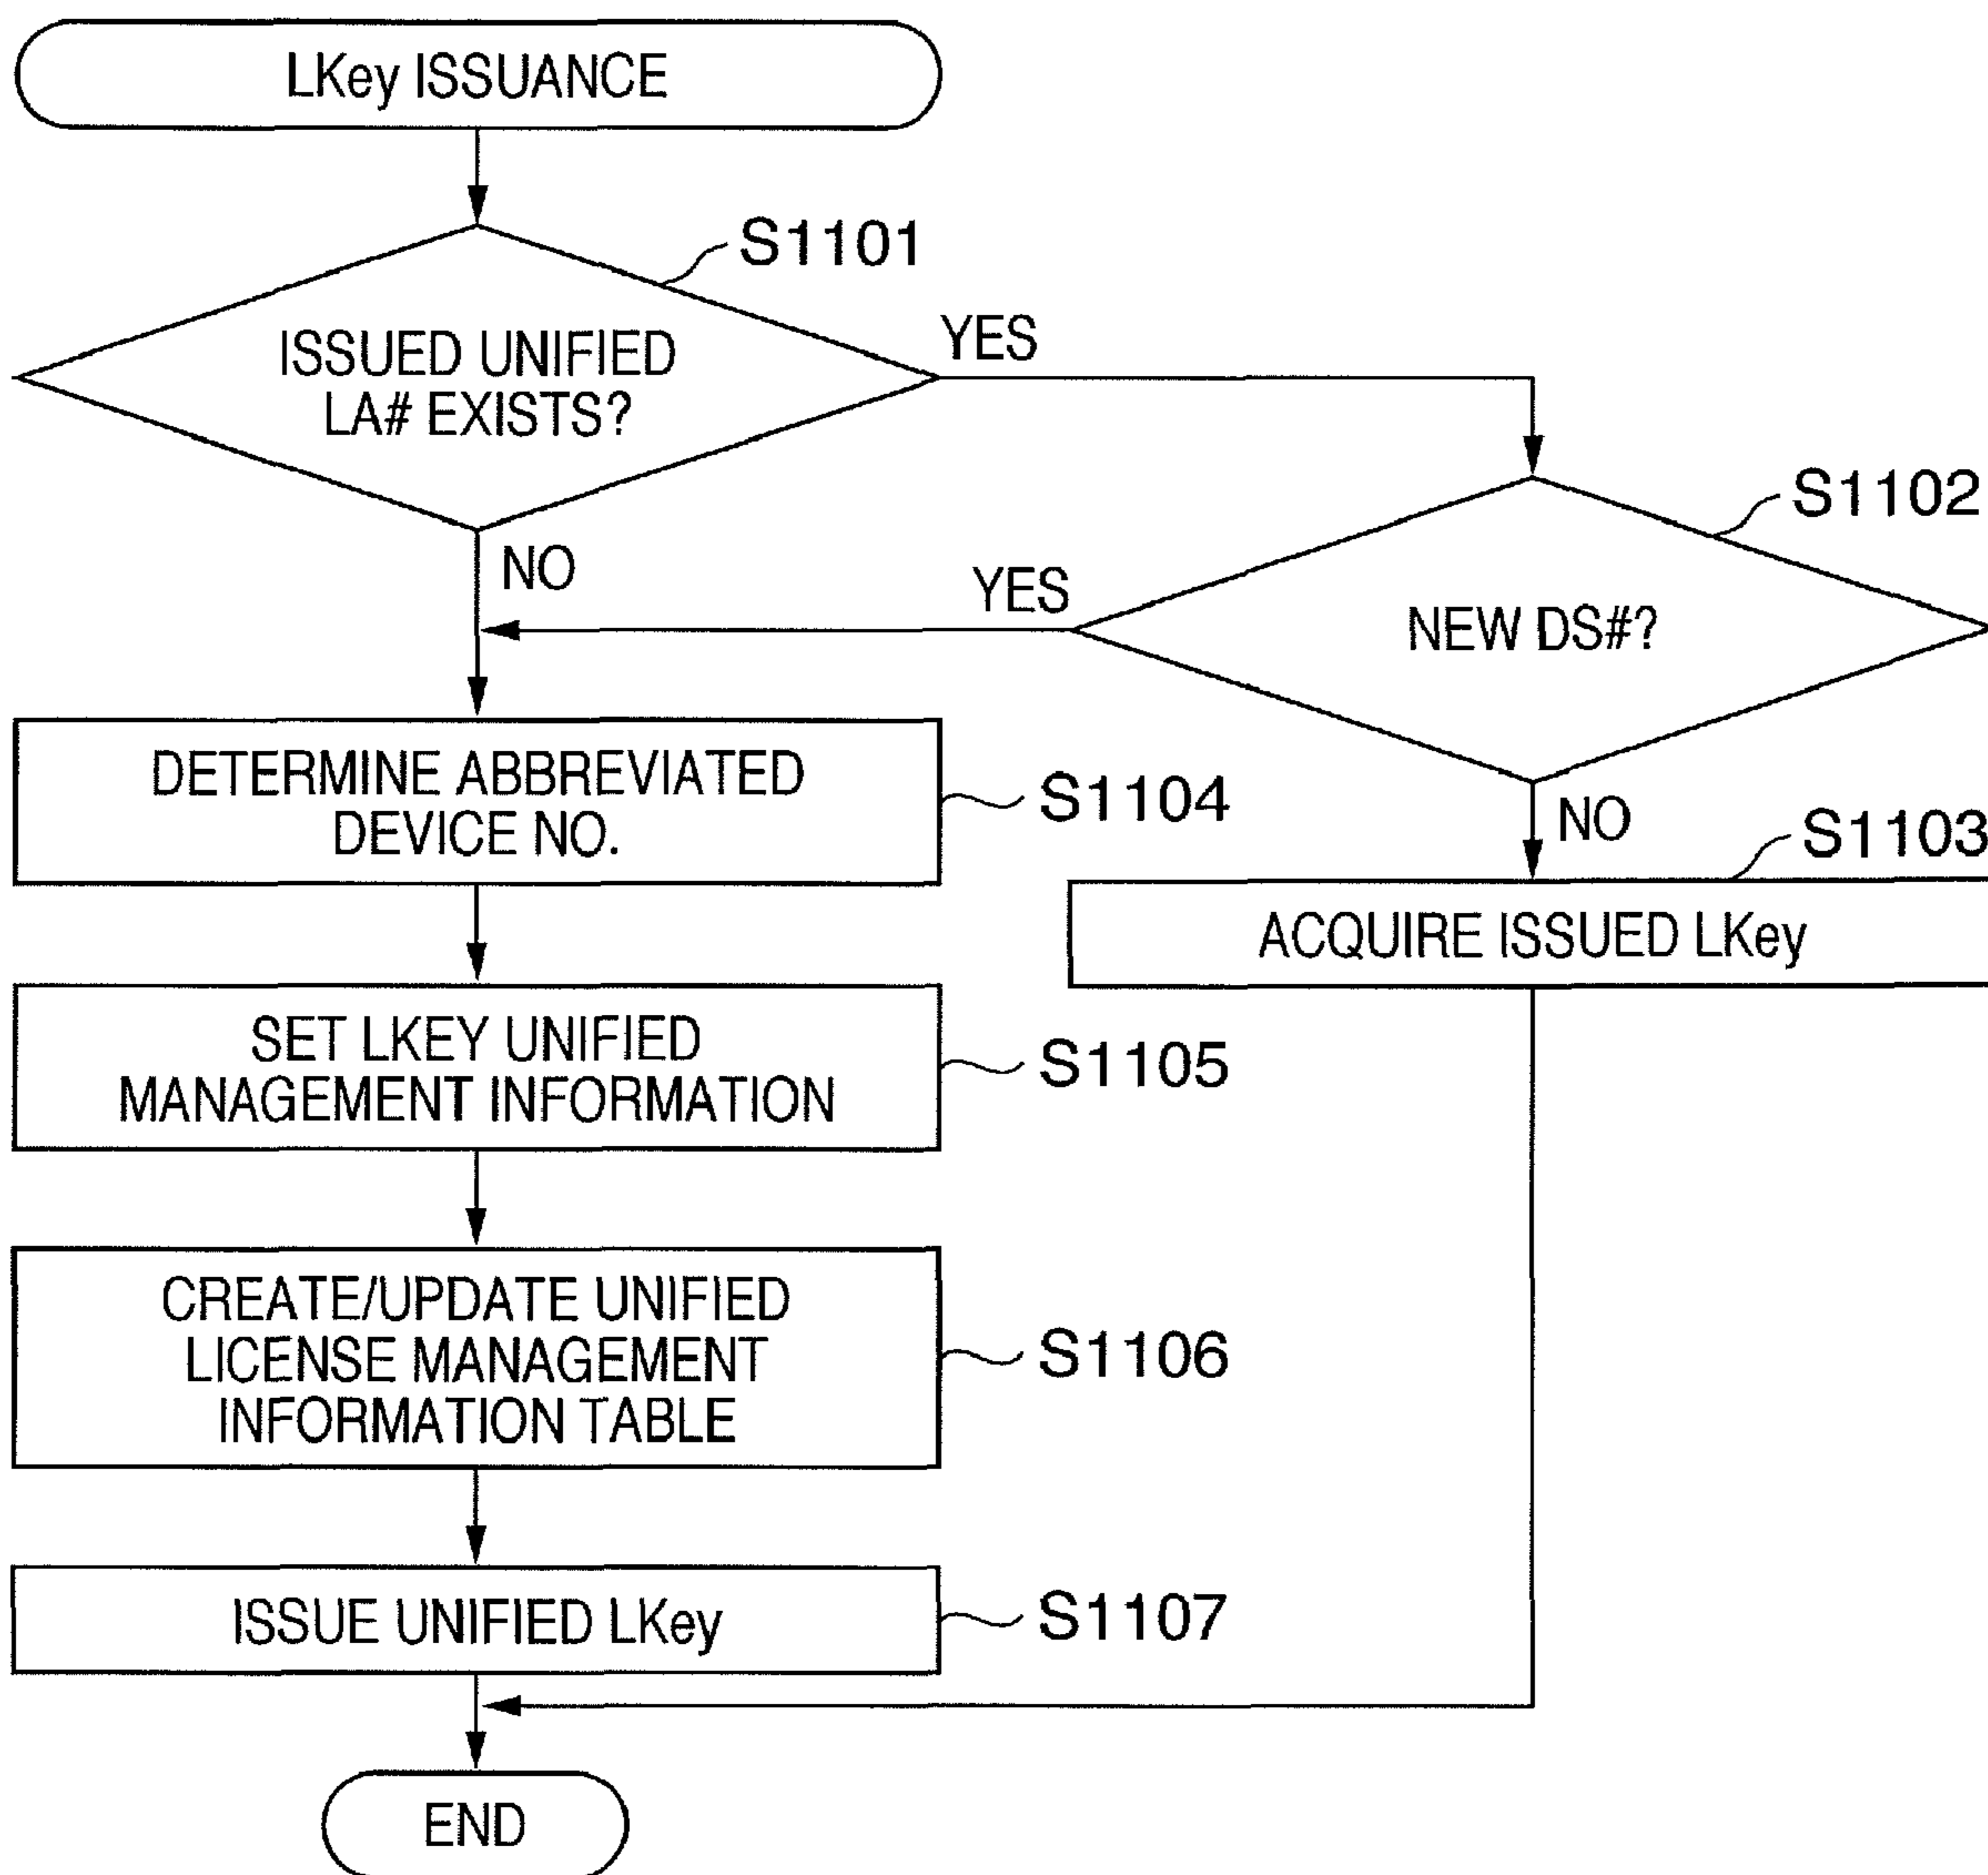 LKey ISSUANCE
S1101
ISSUED UNIFIED
LA# EXISTS?
YES
NO
S1102
NEW DS#?
YES
NO
S1103
ACQUIRE ISSUED LKey
DETERMINE ABBREVIATED
DEVICE NO.
S1104
SET LKEY UNIFIED
MANAGEMENT INFORMATION
S1105
CREATE/UPDATE UNIFIED
LICENSE MANAGEMENT
INFORMATION TABLE
S1106
ISSUE UNIFIED LKey
S1107
END